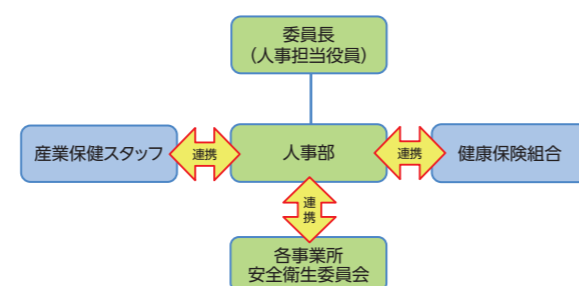 委員長
(人事担当役員)
産業保健スタッフ
連携
人事部
連携
健康保険組合
連携
各事業所
安全衛生委員会